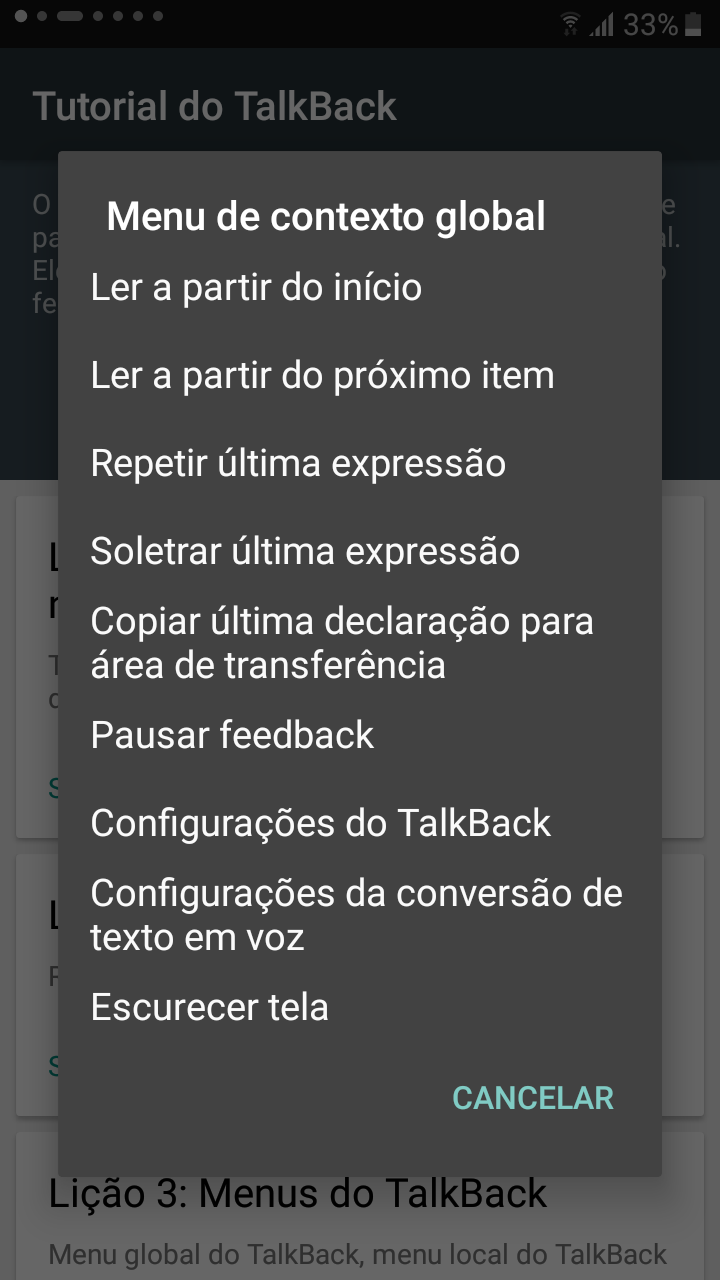 33%
Tutorial do TalkBack
Menu de contexto global
Ler a partir do início
Ler a partir do próximo item
Repetir última expressão
Soletrar última expressão
Copiar última declaração para
área de transferência
Pausar feedback
Configurações do TalkBack
Configurações da conversão de
texto em voz
Escurecer tela
CANCELAR
Lição 3: Menus do TalkBack
Menu global do TalkBack, menu local do TalkBack